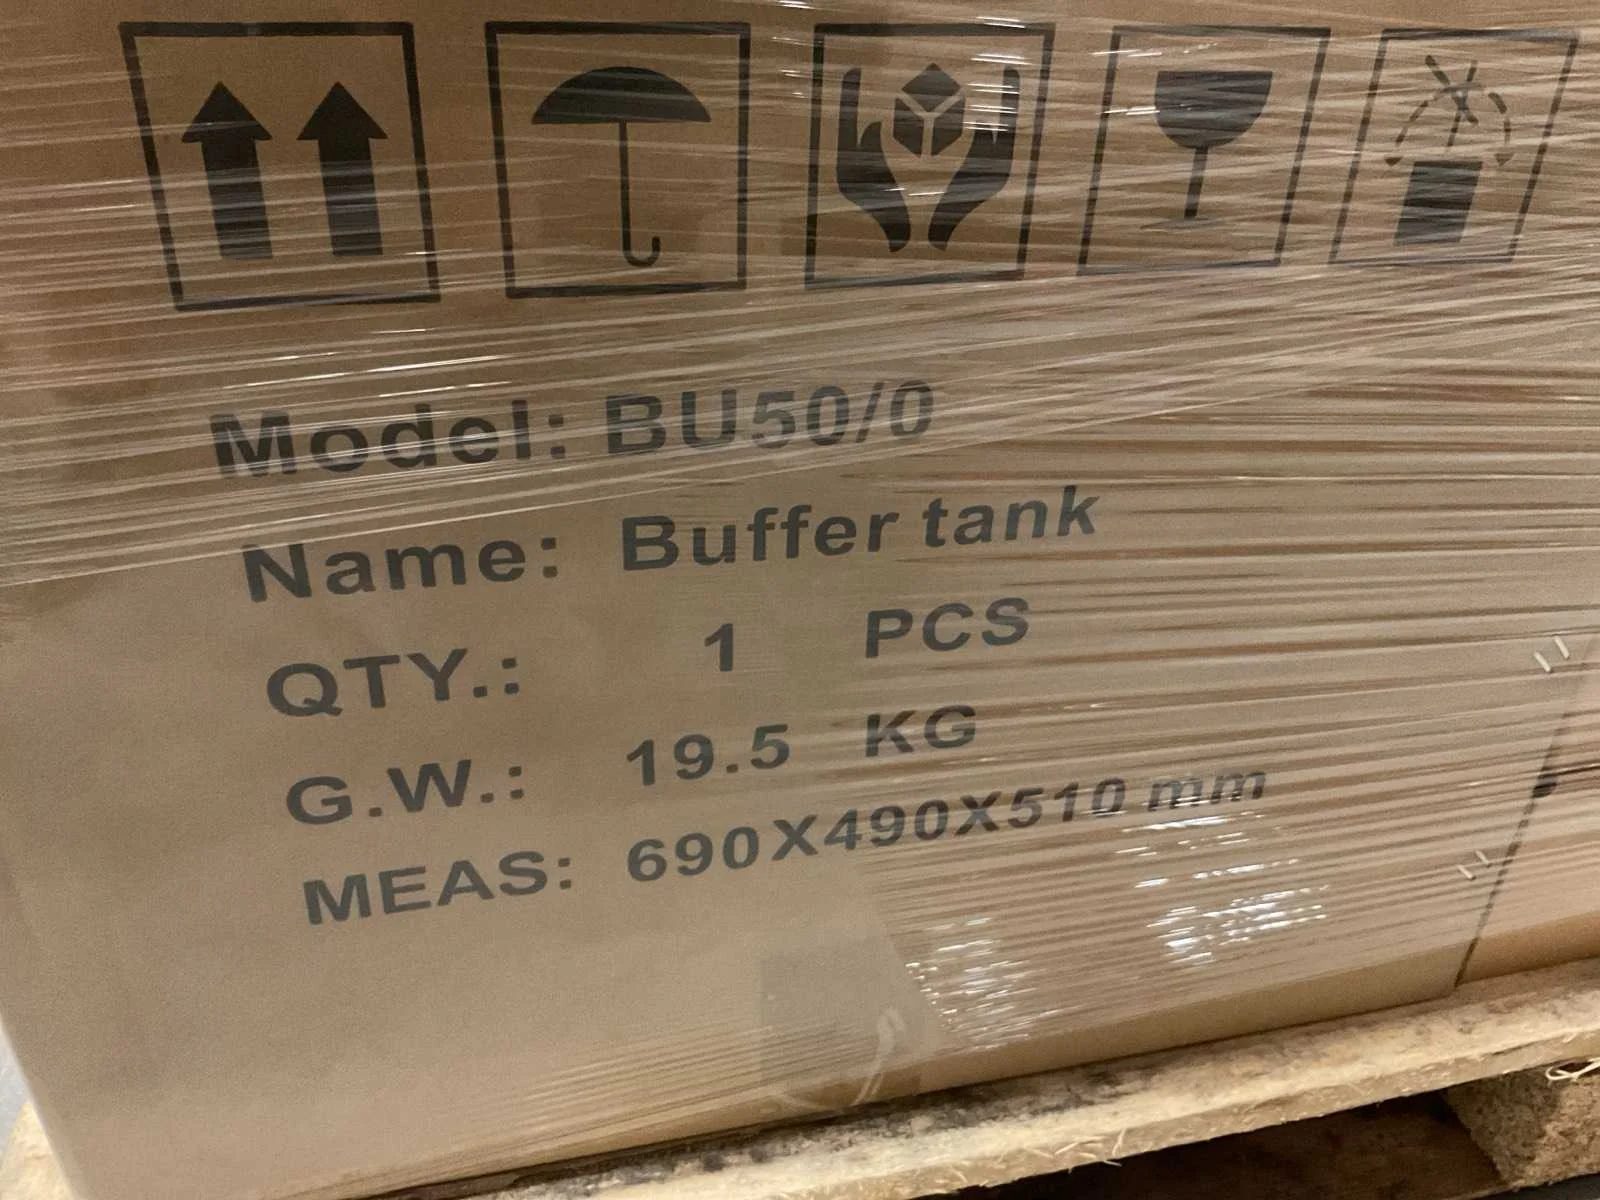 Model: BU50/0
Name: Buffer tank
QTY.: 1 PCS
G.W.: 19.5 KG
MEAS: 690X490X510 mm